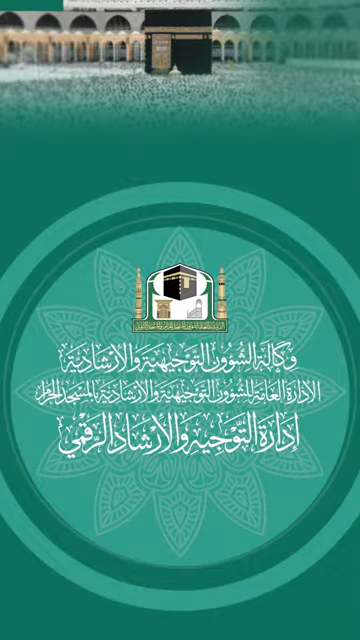 وكالة الشؤون التوجيهية والإرشادية
الإدارة العامة للشؤون التوجيهية والإرشادية بالمسجد الحرام
إدارة التوجيه والإرشاد الرقمي